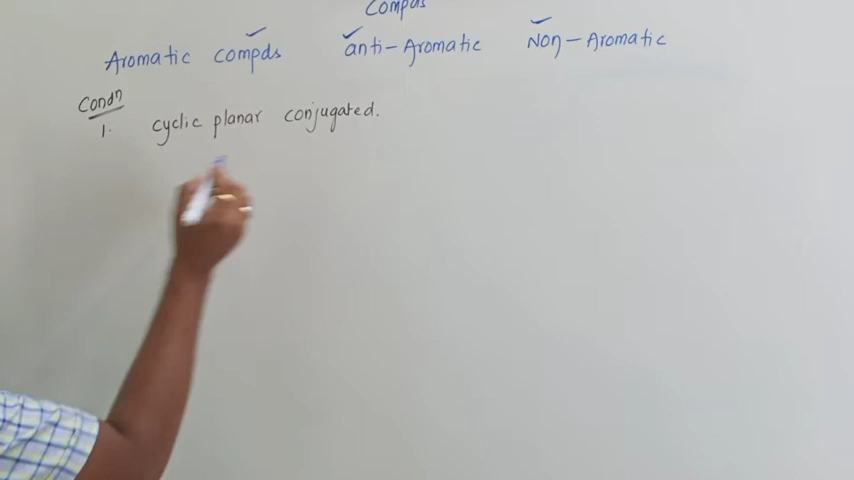 Compds
Aromatic compds anti-Aromatic Non-Aromatic
Condn
1. cyclic planar conjugated.